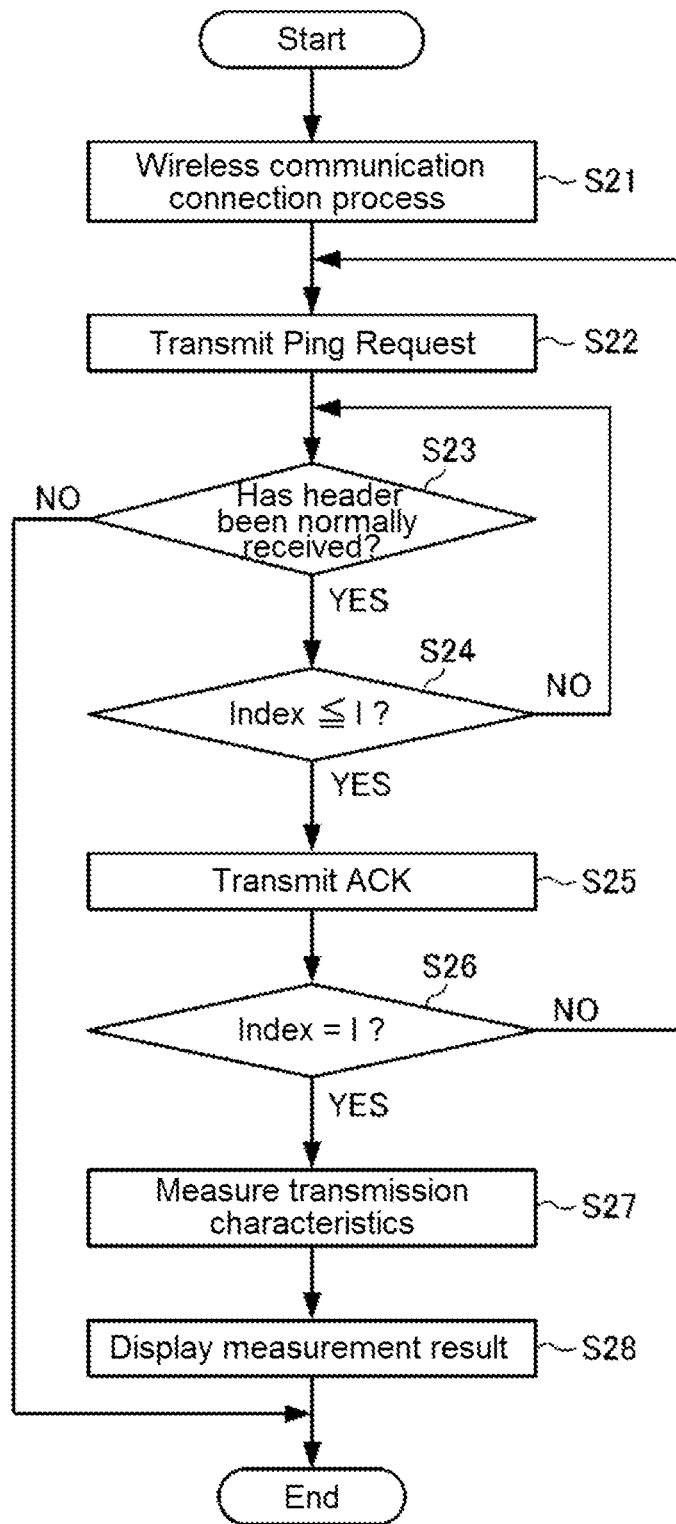 Start
Wireless communication
connection process
S21
Transmit Ping Request
S22
S23
NO
Has header
been normally
received?
YES
S24
Index ≦ I ?
NO
YES
Transmit ACK
S25
S26
Index = I ?
NO
YES
Measure transmission
characteristics
S27
Display measurement result
S28
End